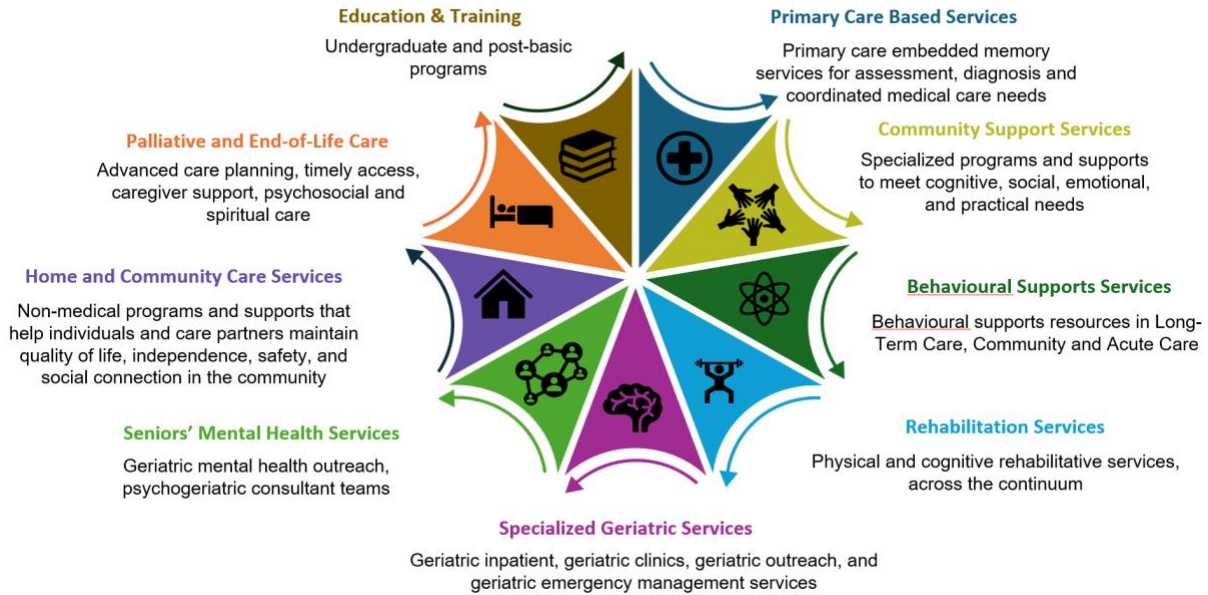 Education & Training
Undergraduate and post-basic
programs
Primary Care Based Services
Primary care embedded memory
services for assessment, diagnosis and
coordinated medical care needs
Palliative and End-of-Life Care
Advanced care planning, timely access,
caregiver support, psychosocial and
spiritual care
Community Support Services
Specialized programs and supports
to meet cognitive, social, emotional,
and practical needs
Home and Community Care Services
Non-medical programs and supports that
help individuals and care partners maintain
quality of life, independence, safety, and
social connection in the community
Behavioural Supports Services
Behavioural supports resources in Long-
Term Care, Community and Acute Care
Seniors’ Mental Health Services
Geriatric mental health outreach,
psychogeriatric consultant teams
Rehabilitation Services
Physical and cognitive rehabilitative services,
across the continuum
Specialized Geriatric Services
Geriatric inpatient, geriatric clinics, geriatric outreach, and
geriatric emergency management services